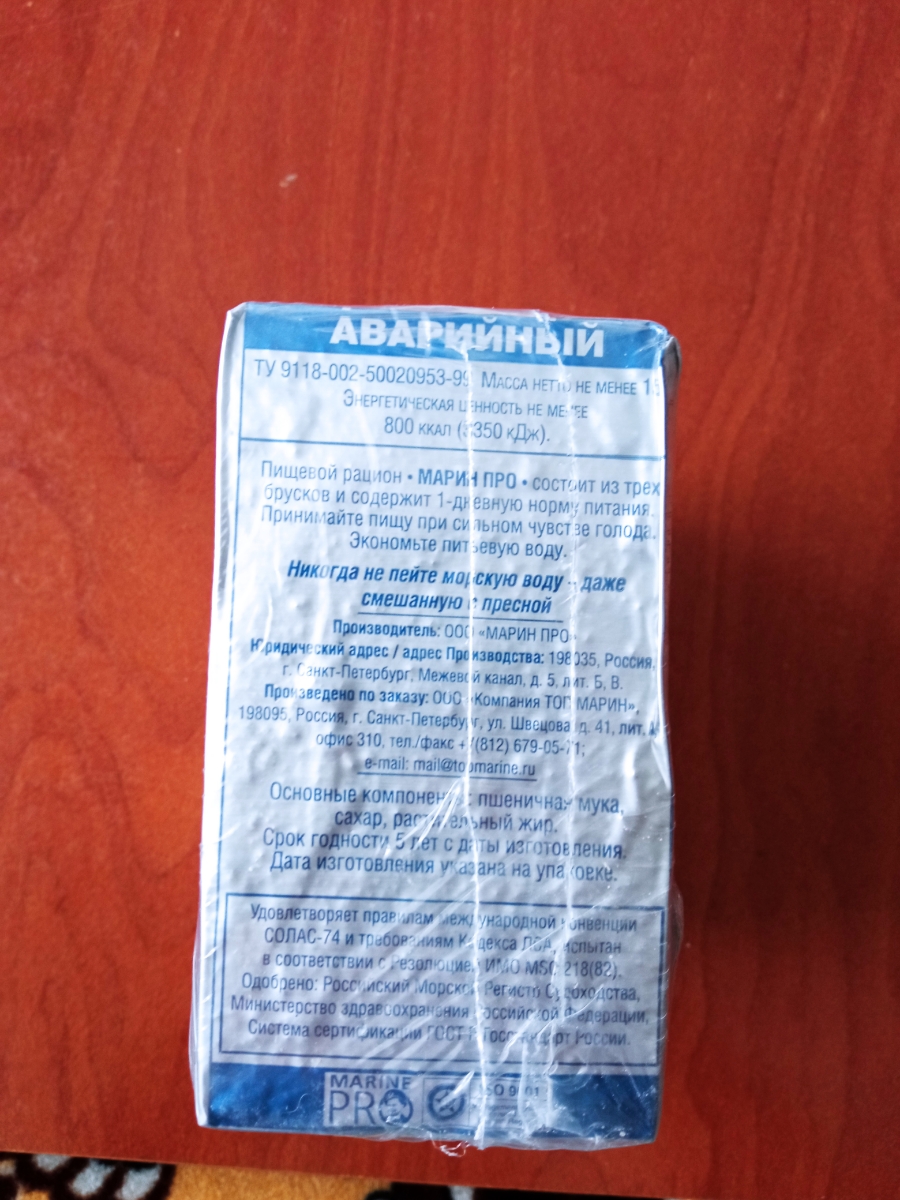 АВАРИЙНЫЙ
ТУ 9118-002-50020953-99 Масса нетто не менее
Энергетическая ценность не менее
800 ккал (3350 кДж).
Пищевой рацион • МАРИН ПРО • состоит из трех
брусков и содержит 1-дневную норму питания.
Принимайте пищу при сильном чувстве голода.
Экономьте питьевую воду.
Никогда не пейте морскую воду – даже
смешанную с пресной
Производитель: ООО «МАРИН ПРО»
Юридический адрес / адрес Производства: 198035, Россия,
г. Санкт-Петербург, Межевой канал, д. 5, лит. Б, В.
Произведено по заказу: ООО «Компания ТОП МАРИН»,
198095, Россия, г. Санкт-Петербург, ул. Швецова д. 41, лит.
офис 310, тел./факс
e-mail: mail@topmarine.ru
Основные компоненты: пшеничная мука,
сахар, растительный жир.
Срок годности 5 лет с даты изготовления.
Дата изготовления указана на упаковке.
Удовлетворяет правилам международной конвенции
СОЛАС-74 и требованиям Кодекса ЛСА, испытан
в соответствии с Резолюцией ИМО MSC 218(82).
Одобрено: Российский Морской Регистр Судоходства,
Министерство здравоохранения Российской Федерации,
Система сертификации ГОСТ Р Госстандарт России.
MARINE
PRO
ISO 9001